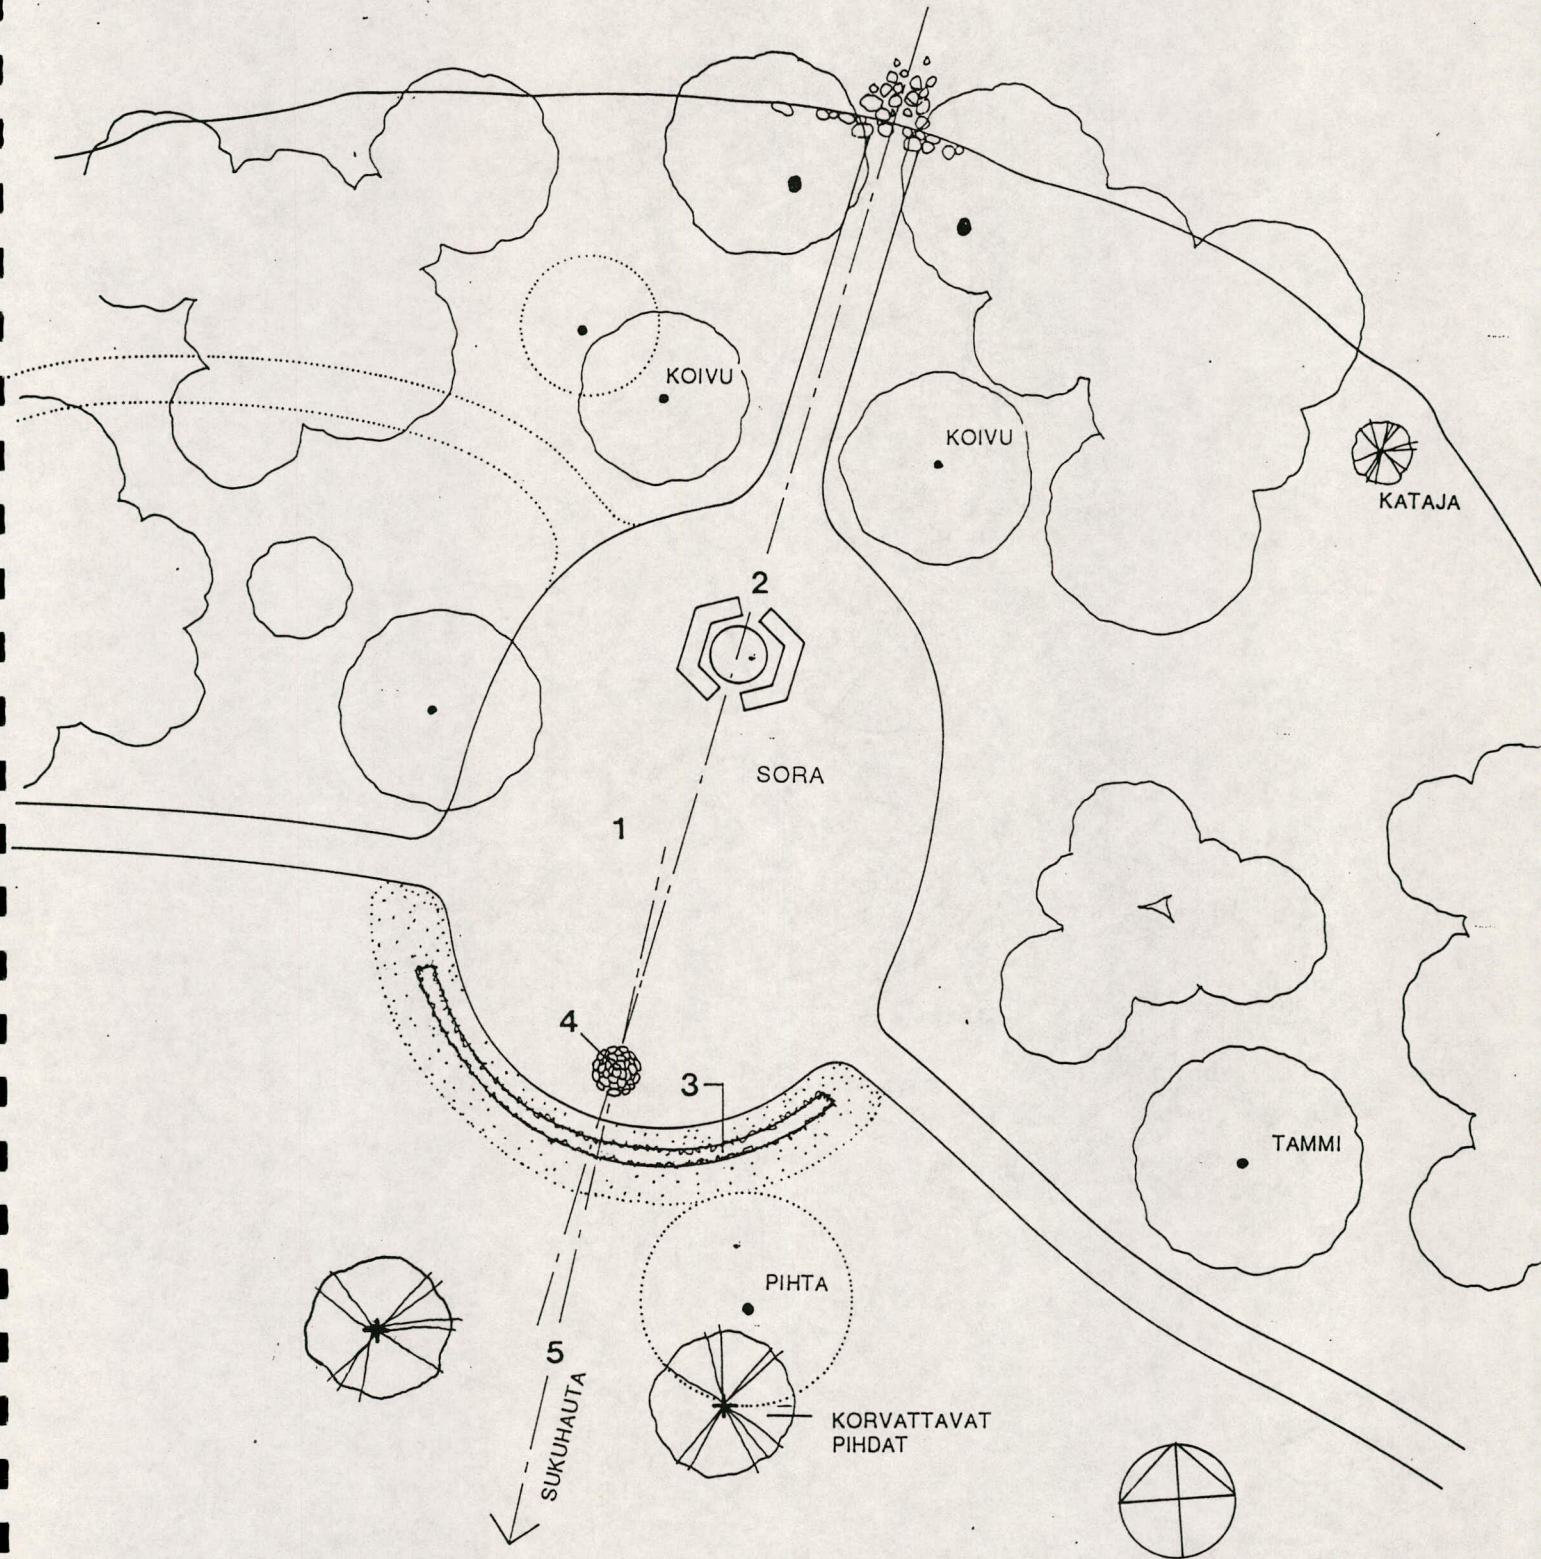 KOIVU
KOIVU
KATAJA
2
SORA
1
4
3
TAMMI
PIHTA
5
SUKUHAUTA
KORVATTAVAT
PIHDAT